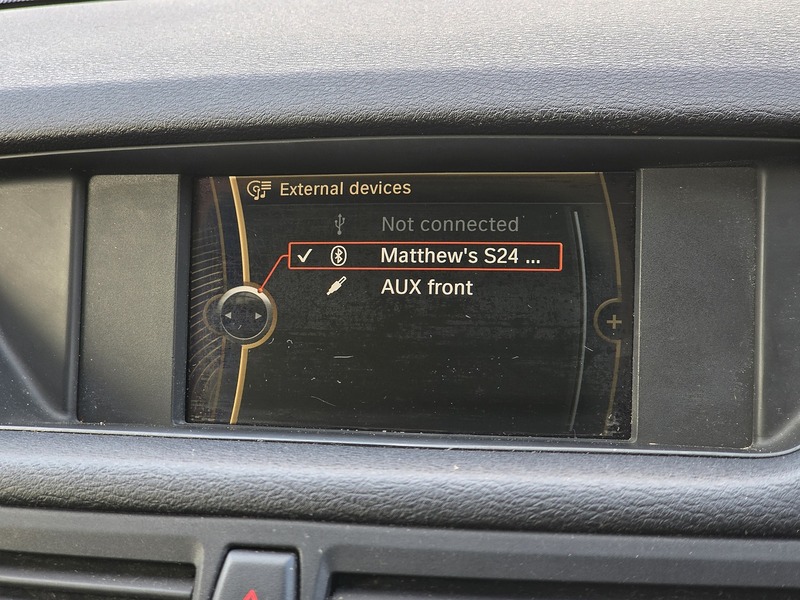 External devices
Not connected
Matthew's S24 ...
AUX front